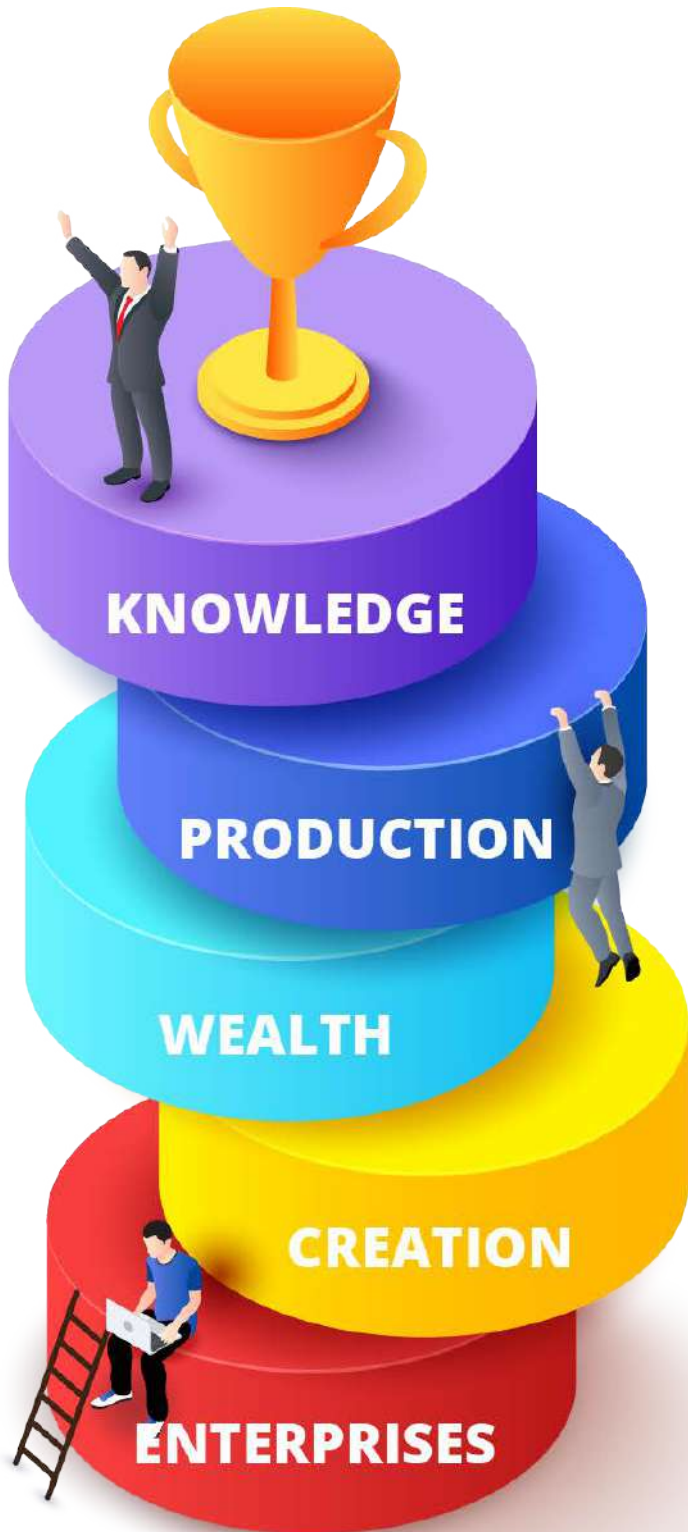 KNOWLEDGE
PRODUCTION
WEALTH
CREATION
ENTERPRISES